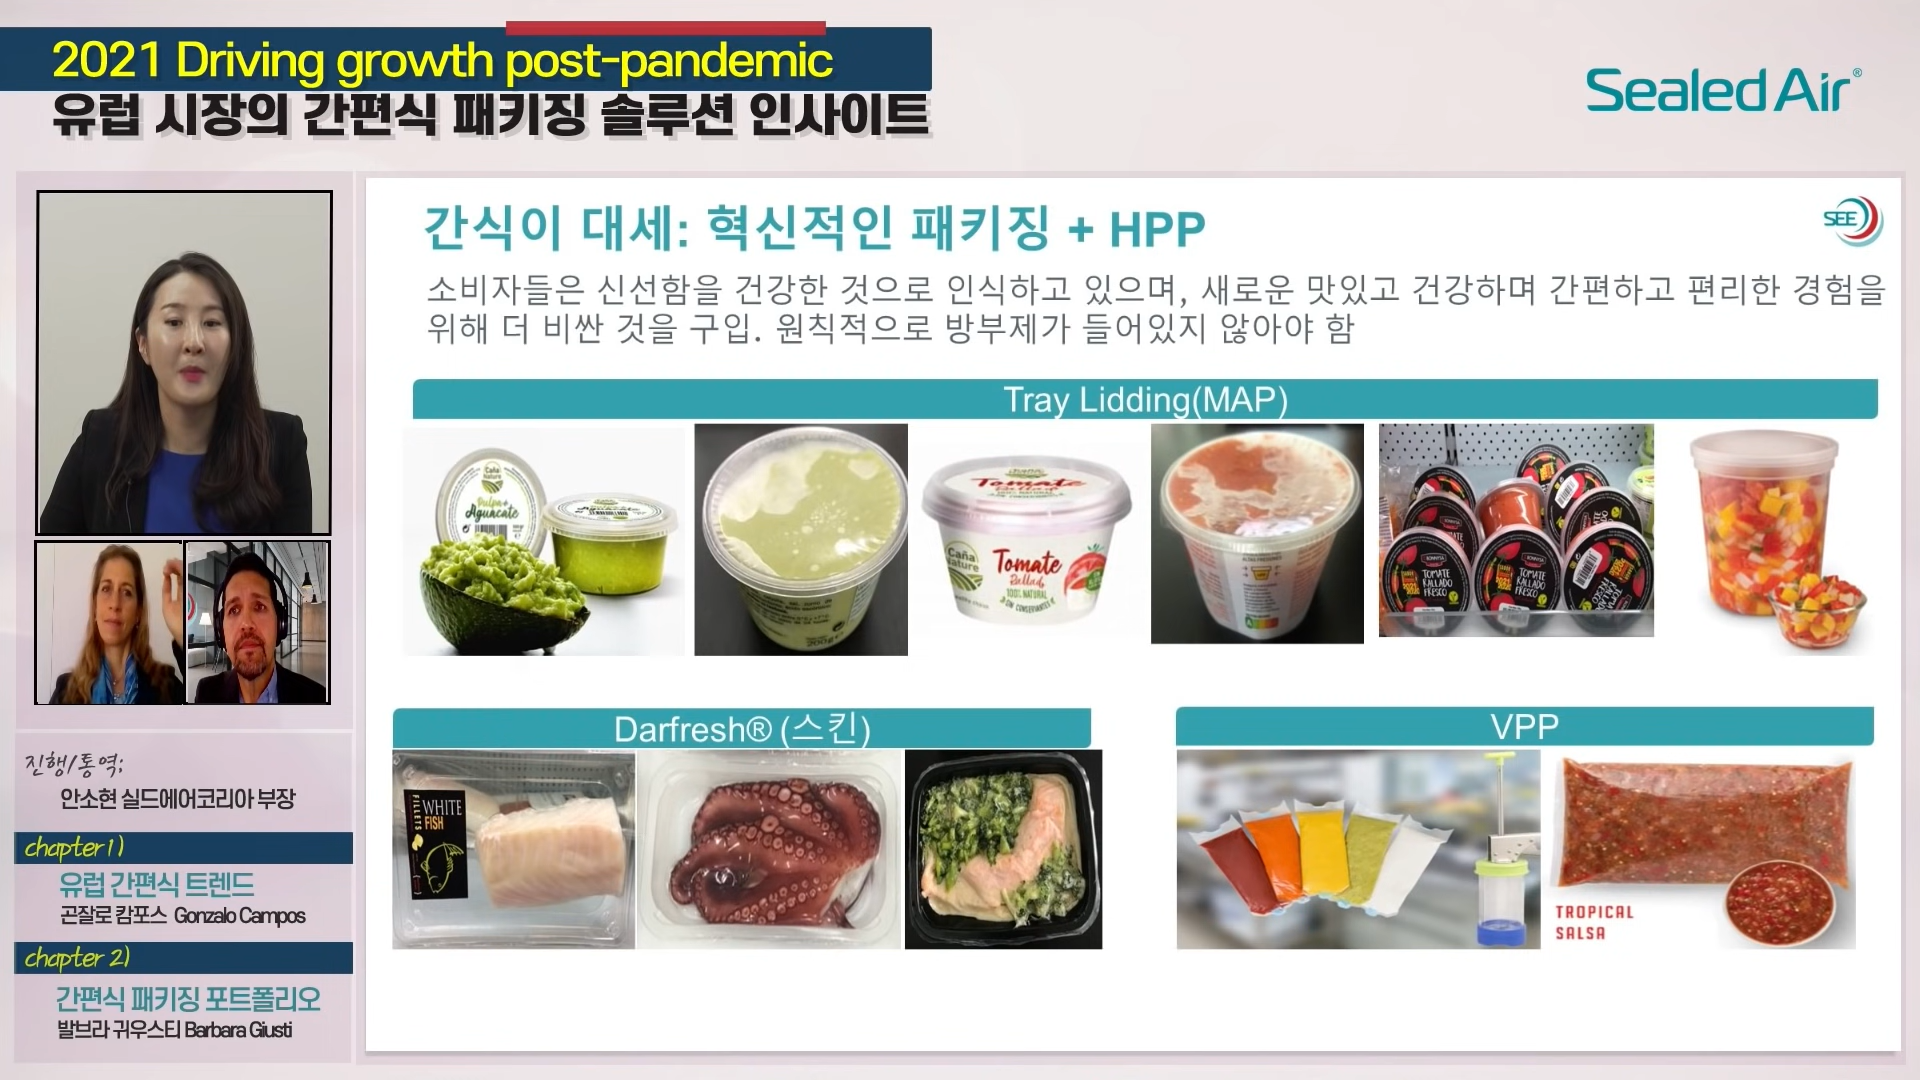 2021 Driving growth post-pandemic
유럽 시장의 간편식 패키징 솔루션 인사이트
Sealed Air®
진행/통역;
안소현 실드에어코리아 부장
chapter 1)
유럽 간편식 트렌드
곤잘로 캄포스 Gonzalo Campos
chapter 2)
간편식 패키징 포트폴리오
발브라 귀우스티 Barbara Giusti
간식이 대세: 혁신적인 패키징 + HPP
SEE
소비자들은 신선함을 건강한 것으로 인식하고 있으며, 새로운 맛있고 건강하며 간편하고 편리한 경험을
위해 더 비싼 것을 구입. 원칙적으로 방부제가 들어있지 않아야 함
Tray Lidding(MAP)
Caña
Nature
Pulpa de
Aguacate
Aguacate
Tomate
Rallado
Caña
Nature
Tomate
Rallado
100% NATURAL
TOMATE
RALLADO
FRESCO
TOMATE
RALLADO
FRESCO
Darfresh® (스킨)
WHITE
FISH
FILLETS
VPP
TROPICAL
SALSA